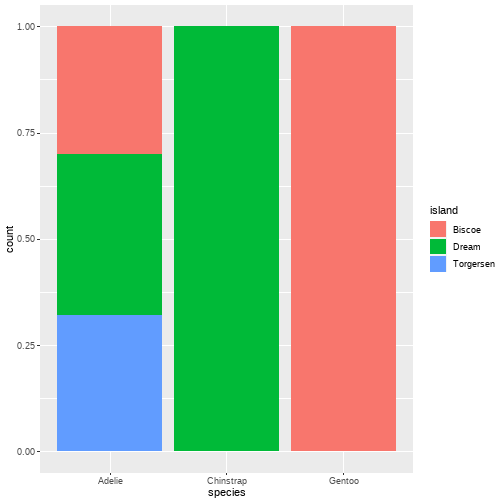 1.00
0.75
0.50
0.25
0.00
count
Adelie
Chinstrap
Gentoo
species
island
Biscoe
Dream
Torgersen